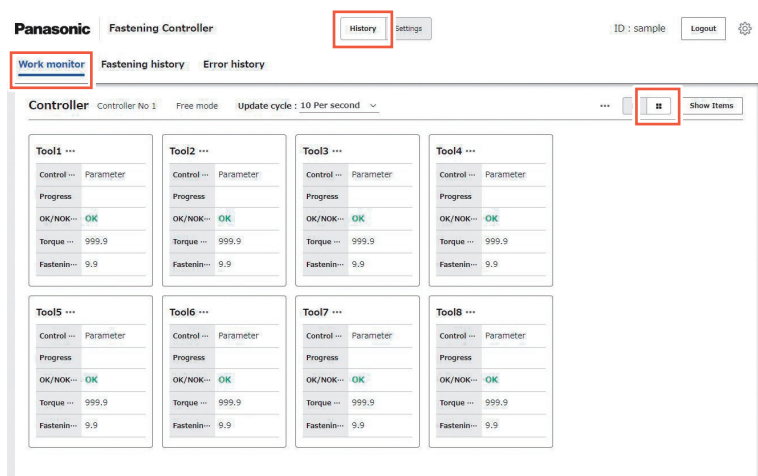 Panasonic Fastening Controller History Settings ID : sample Logout
Work monitor Fastening history Error history
Controller Controller No 1 Free mode Update cycle : 10 Per second ··· Show Items
Tool1 ··· Tool2 ··· Tool3 ··· Tool4 ···
Control ··· Parameter Control ··· Parameter Control ··· Parameter Control ··· Parameter
Progress Progress Progress Progress
OK/NOK··· OK OK/NOK··· OK OK/NOK··· OK OK/NOK··· OK
Torque ··· 999.9 Torque ··· 999.9 Torque ··· 999.9 Torque ··· 999.9
Fastenin··· 9.9 Fastenin··· 9.9 Fastenin··· 9.9 Fastenin··· 9.9
Tool5 ··· Tool6 ··· Tool7 ··· Tool8 ···
Control ··· Parameter Control ··· Parameter Control ··· Parameter Control ··· Parameter
Progress Progress Progress Progress
OK/NOK··· OK OK/NOK··· OK OK/NOK··· OK OK/NOK··· OK
Torque ··· 999.9 Torque ··· 999.9 Torque ··· 999.9 Torque ··· 999.9
Fastenin··· 9.9 Fastenin··· 9.9 Fastenin··· 9.9 Fastenin··· 9.9